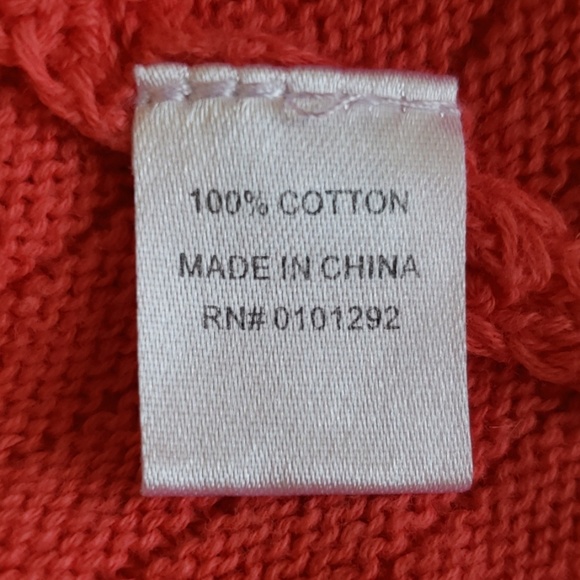 100% COTTON
MADE IN CHINA
RN# 0101292